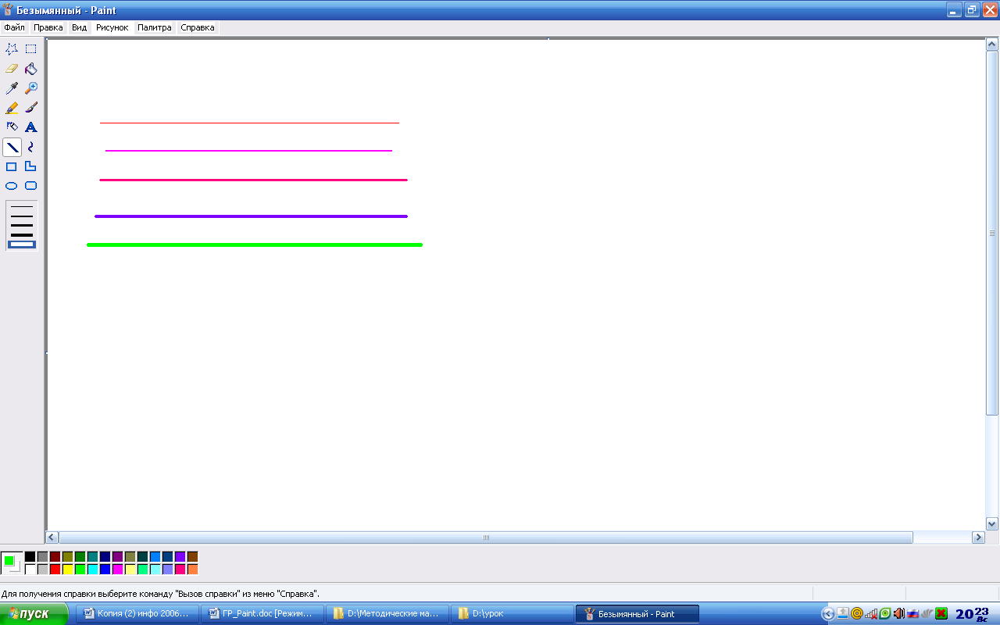 Безымянный - Paint
Файл Правка Вид Рисунок Палитра Справка
Для получения справки выберите команду "Вызов справки" из меню "Справка".
пуск Копия (2) инфо 2006... ГР_Paint.doc [Режим... D:\Методические ма... D:\урок Безымянный - Paint 20 23 Вс